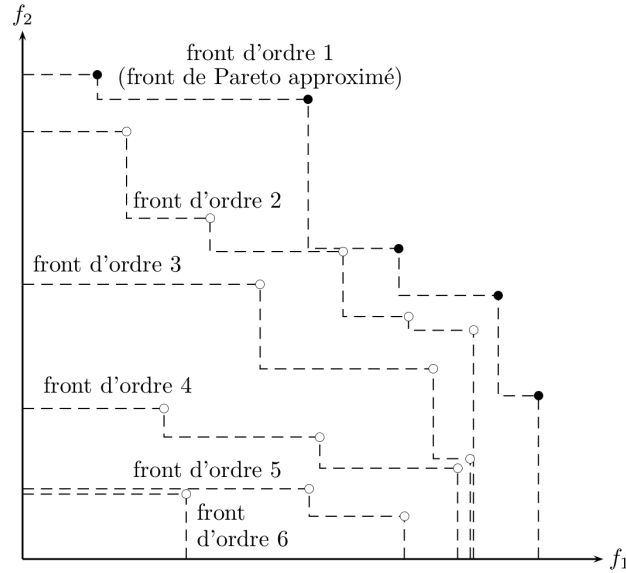 f₂
front d'ordre 1
(front de Pareto approximé)
front d'ordre 2
front d'ordre 3
front d'ordre 4
front d'ordre 5
front
d'ordre 6
f₁